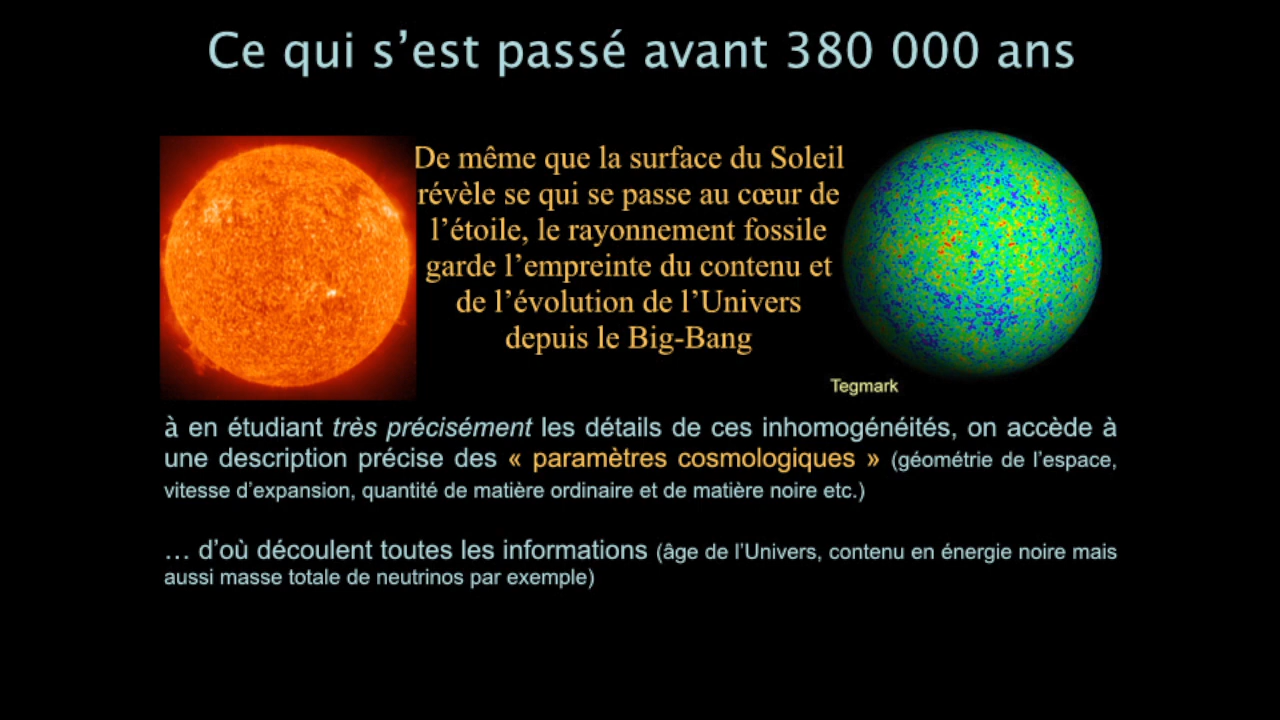 Ce qui s’est passé avant 380 000 ans
De même que la surface du Soleil
révèle se qui se passe au cœur de
l’étoile, le rayonnement fossile
garde l’empreinte du contenu et
de l’évolution de l’Univers
depuis le Big-Bang
Tegmark
à en étudiant très précisément les détails de ces inhomogénéités, on accède à
une description précise des « paramètres cosmologiques » (géométrie de l’espace,
vitesse d’expansion, quantité de matière ordinaire et de matière noire etc.)
… d’où découlent toutes les informations (âge de l’Univers, contenu en énergie noire mais
aussi masse totale de neutrinos par exemple)